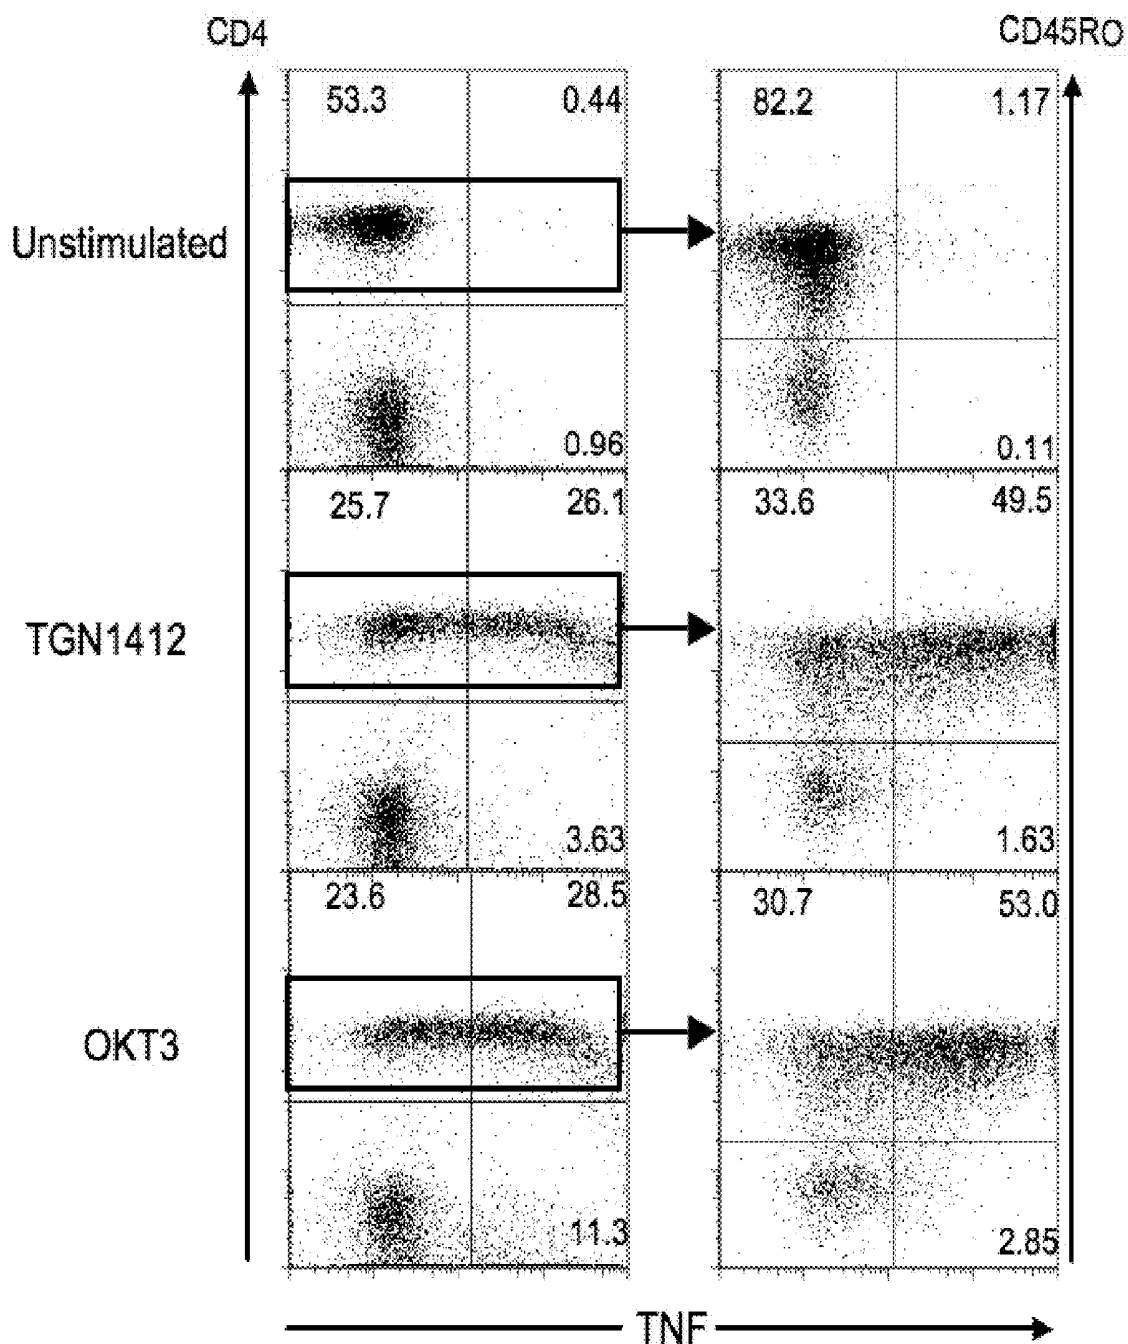 CD4 CD45RO
53.3 0.44 82.2 1.17
Unstimulated
0.96 0.11
25.7 26.1 33.6 49.5
TGN1412
3.63 1.63
23.6 28.5 30.7 53.0
OKT3
11.3 2.85
TNF